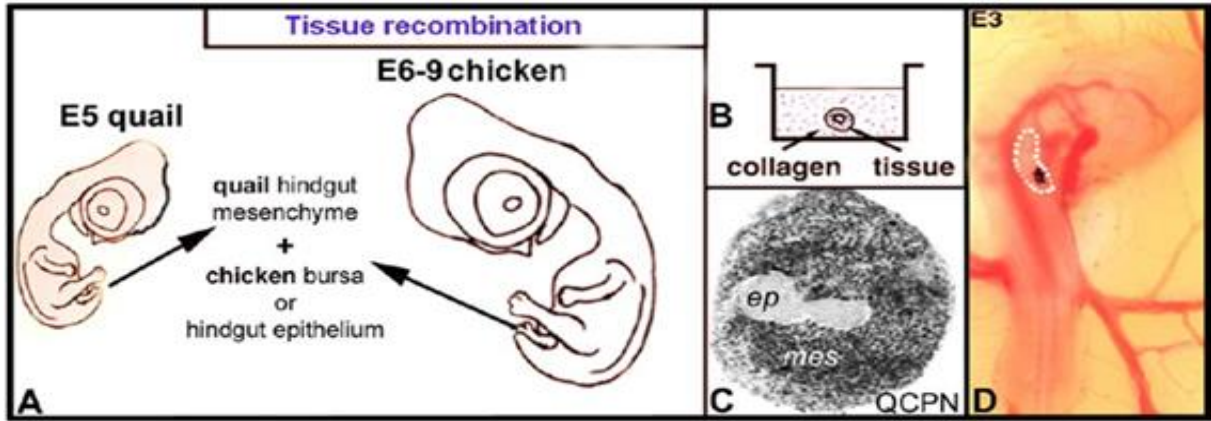 Tissue recombination
E6-9 chicken
E5 quail
quail hindgut
mesenchyme
+
chicken bursa
or
hindgut epithelium
A
B
collagen
tissue
ep
mes
C
QCPN
E3
D